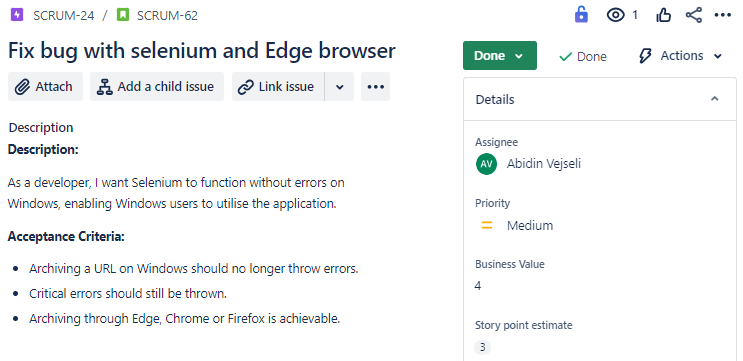 SCRUM-24 / SCRUM-62
1
Fix bug with selenium and Edge browser
Attach
Add a child issue
Link issue
Description
Description:
As a developer, I want Selenium to function without errors on
Windows, enabling Windows users to utilise the application.
Acceptance Criteria:
• Archiving a URL on Windows should no longer throw errors.
• Critical errors should still be thrown.
• Archiving through Edge, Chrome or Firefox is achievable.
Done
Done
Actions
Details
Assignee
AV Abidin Vejseli
Priority
Medium
Business Value
4
Story point estimate
3